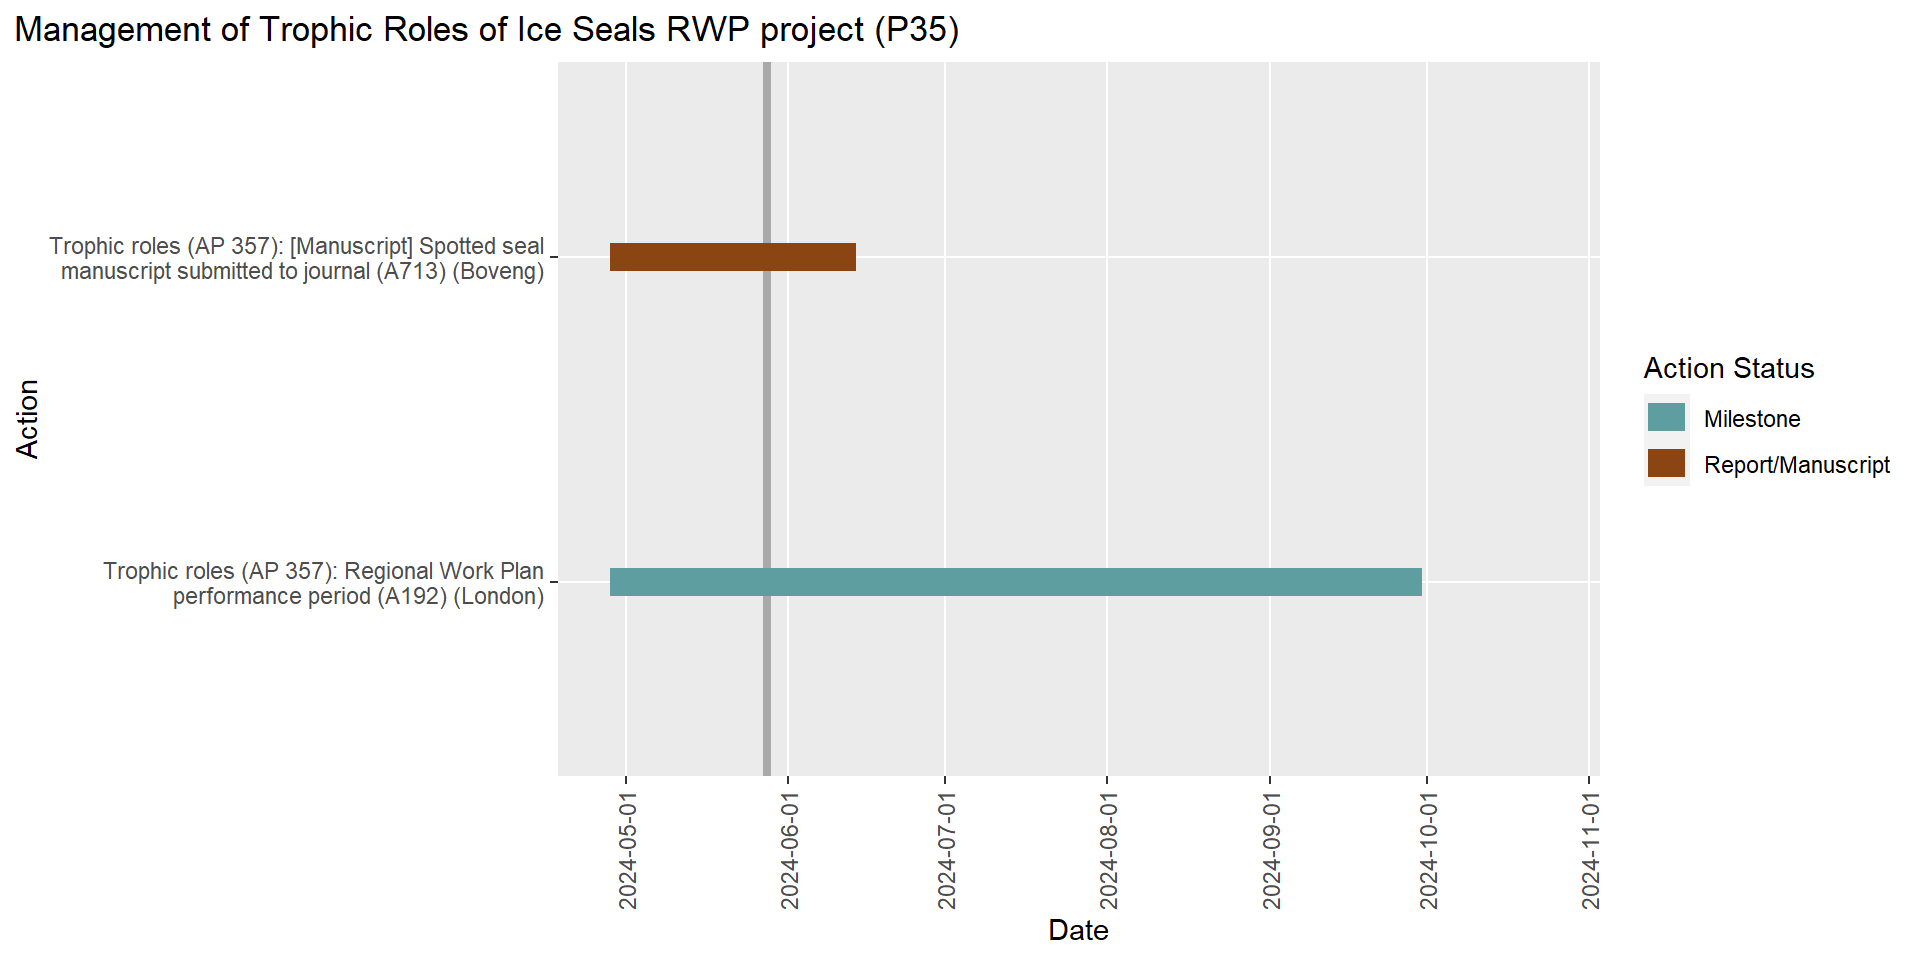 Management of Trophic Roles of Ice Seals RWP project (P35)
Action
Trophic roles (AP 357): [Manuscript] Spotted seal
manuscript submitted to journal (A713) (Boveng)
Trophic roles (AP 357): Regional Work Plan
performance period (A192) (London)
2024-05-01
2024-06-01
2024-07-01
2024-08-01
2024-09-01
2024-10-01
2024-11-01
Date
Action Status
Milestone
Report/Manuscript